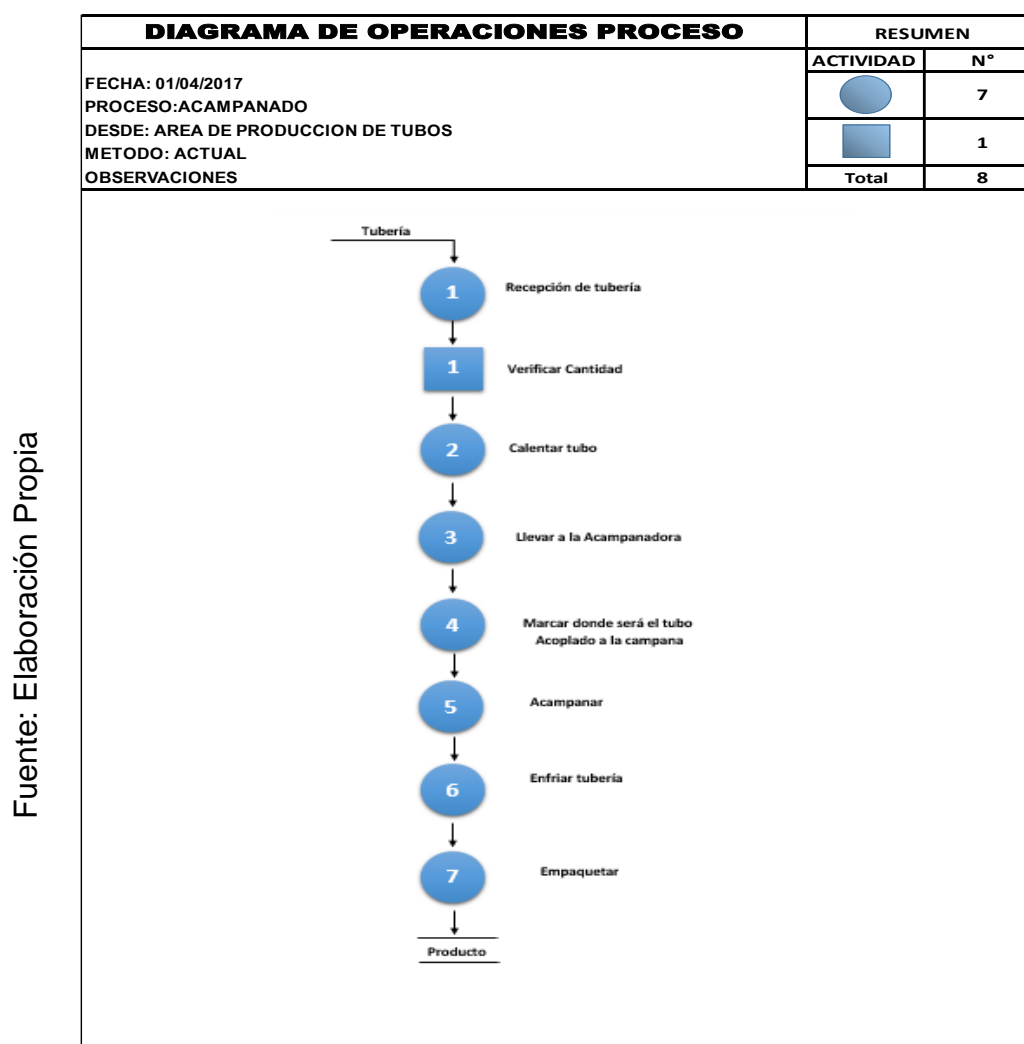 DIAGRAMA DE OPERACIONES PROCESO
RESUMEN
ACTIVIDAD N°
FECHA: 01/04/2017
PROCESO:ACAMPANADO
DESDE: AREA DE PRODUCCION DE TUBOS
METODO: ACTUAL
OBSERVACIONES
7
1
Total 8
Tubería
1 Recepción de tubería
1 Verificar Cantidad
2 Calentar tubo
3 Llevar a la Acampanadora
4 Marcar donde será el tubo
Acoplado a la campana
5 Acampanar
6 Enfriar tubería
7 Empaquetar
Producto
Fuente: Elaboración Propia